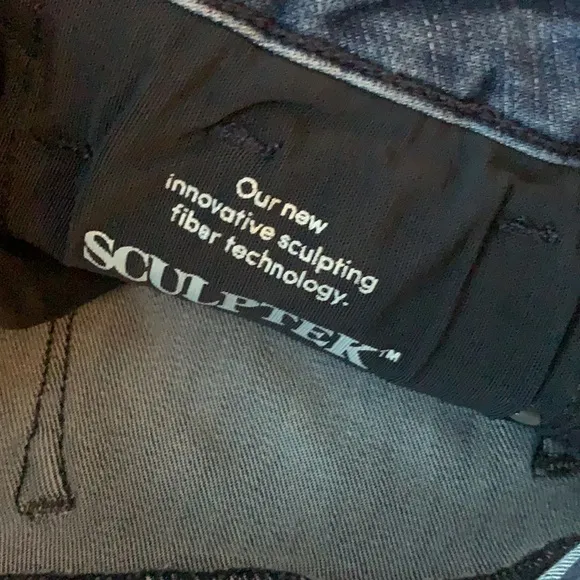 Our new
innovative sculpting
fiber technology.
SCULPTEK™